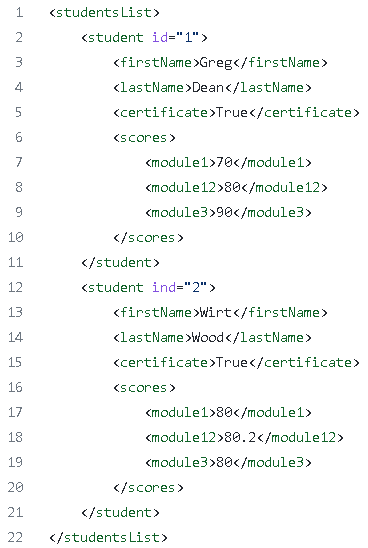 1 <studentsList>
2 <student id="1">
3 <firstName>Greg</firstName>
4 <lastName>Dean</lastName>
5 <certificate>True</certificate>
6 <scores>
7 <module1>70</module1>
8 <module12>80</module12>
9 <module3>90</module3>
10 </scores>
11 </student>
12 <student ind="2">
13 <firstName>Wirt</firstName>
14 <lastName>Wood</lastName>
15 <certificate>True</certificate>
16 <scores>
17 <module1>80</module1>
18 <module12>80.2</module12>
19 <module3>80</module3>
20 </scores>
21 </student>
22 </studentsList>